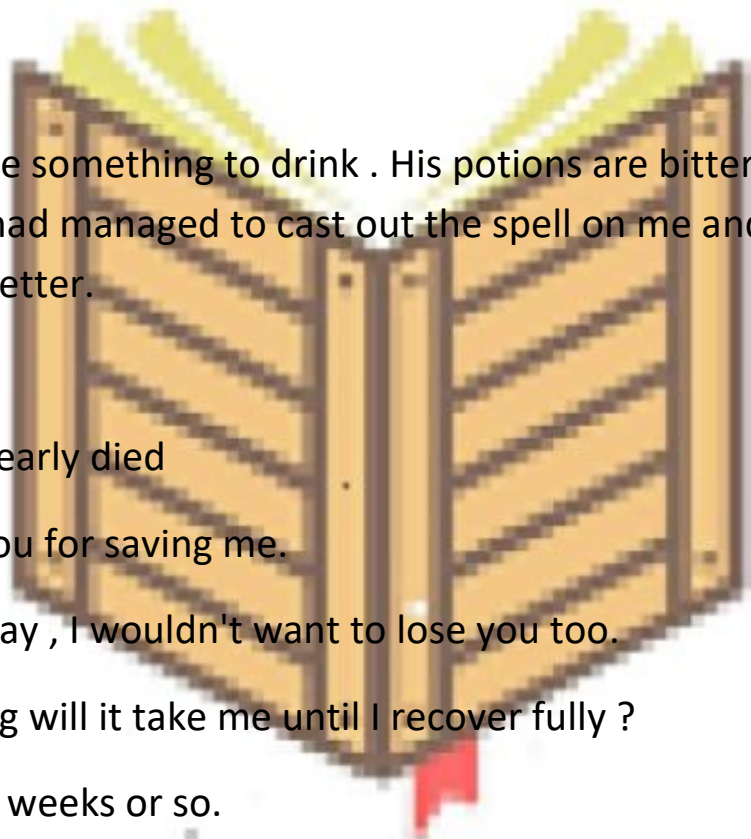 e something to drink . His potions are bitter
had managed to cast out the spell on me and
etter.
early died
ou for saving me.
ay , I wouldn't want to lose you too.
g will it take me until I recover fully ?
weeks or so.